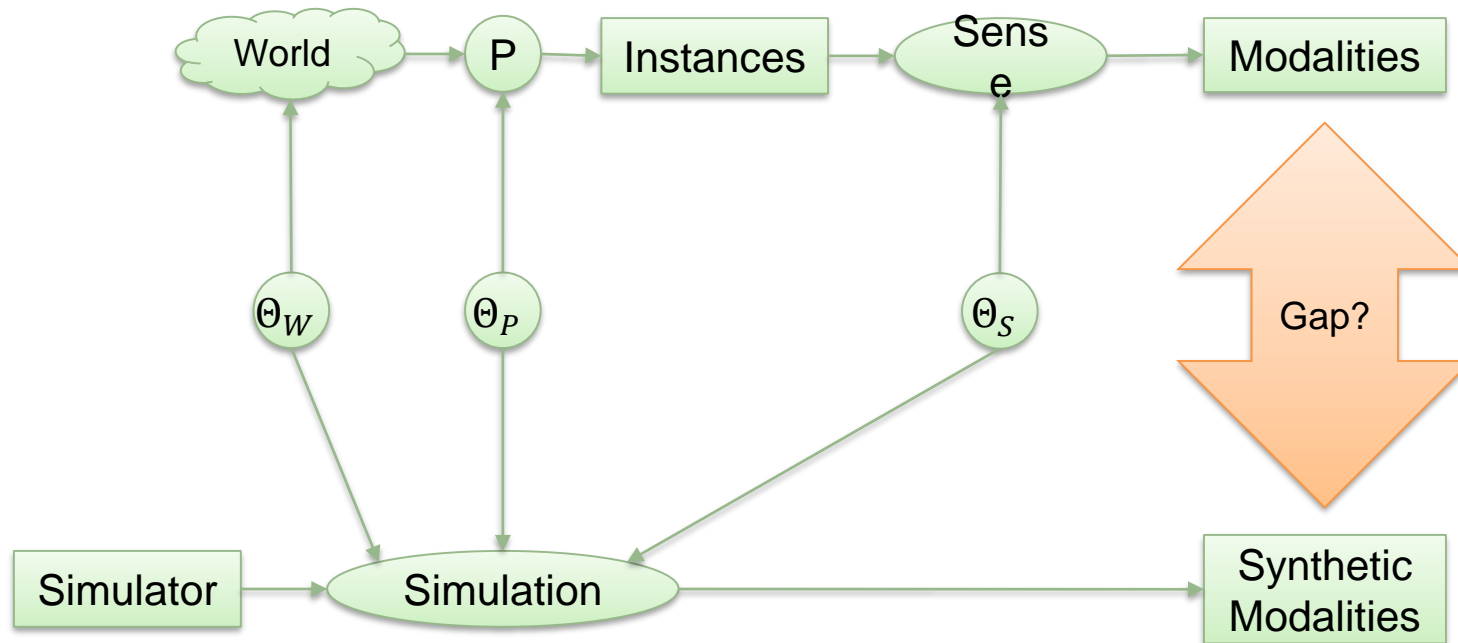 World
P
Instances
Sens
e
Modalities
Θ_W
Θ_P
Θ_S
Gap?
Simulator
Simulation
Synthetic
Modalities